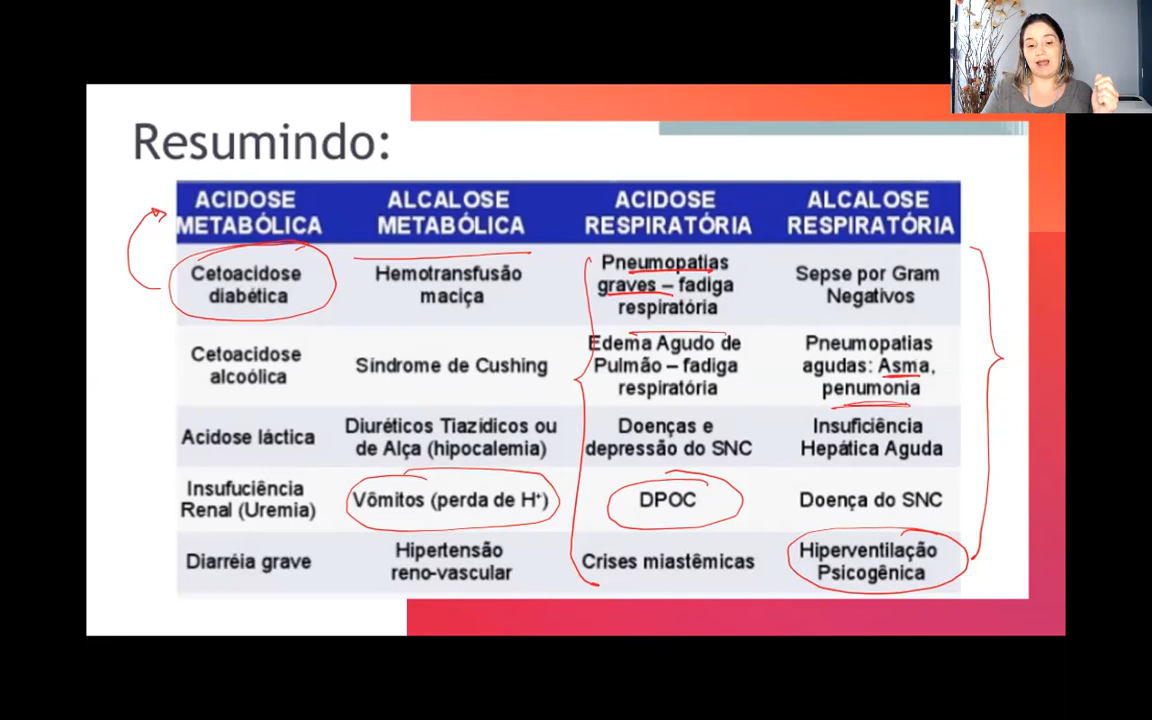 Resumindo:
ACIDOSE METABÓLICA
ALCALOSE METABÓLICA
ACIDOSE RESPIRATÓRIA
ALCALOSE RESPIRATÓRIA
Cetoacidose
diabética
Hemotransfusão
maciça
Pneumopatias
graves – fadiga
respiratória
Sepse por Gram
Negativos
Cetoacidose
alcoólica
Síndrome de Cushing
Edema Agudo de
Pulmão – fadiga
respiratória
Pneumopatias
agudas: Asma,
penumonia
Acidose láctica
Diuréticos Tiazídicos ou
de Alça (hipocalemia)
Doenças e
depressão do SNC
Insuficiência
Hepática Aguda
Insufuciência
Renal (Uremia)
Vômitos (perda de H⁺)
DPOC
Doença do SNC
Diarréia grave
Hipertensão
reno-vascular
Crises miastêmicas
Hiperventilação
Psicogênica